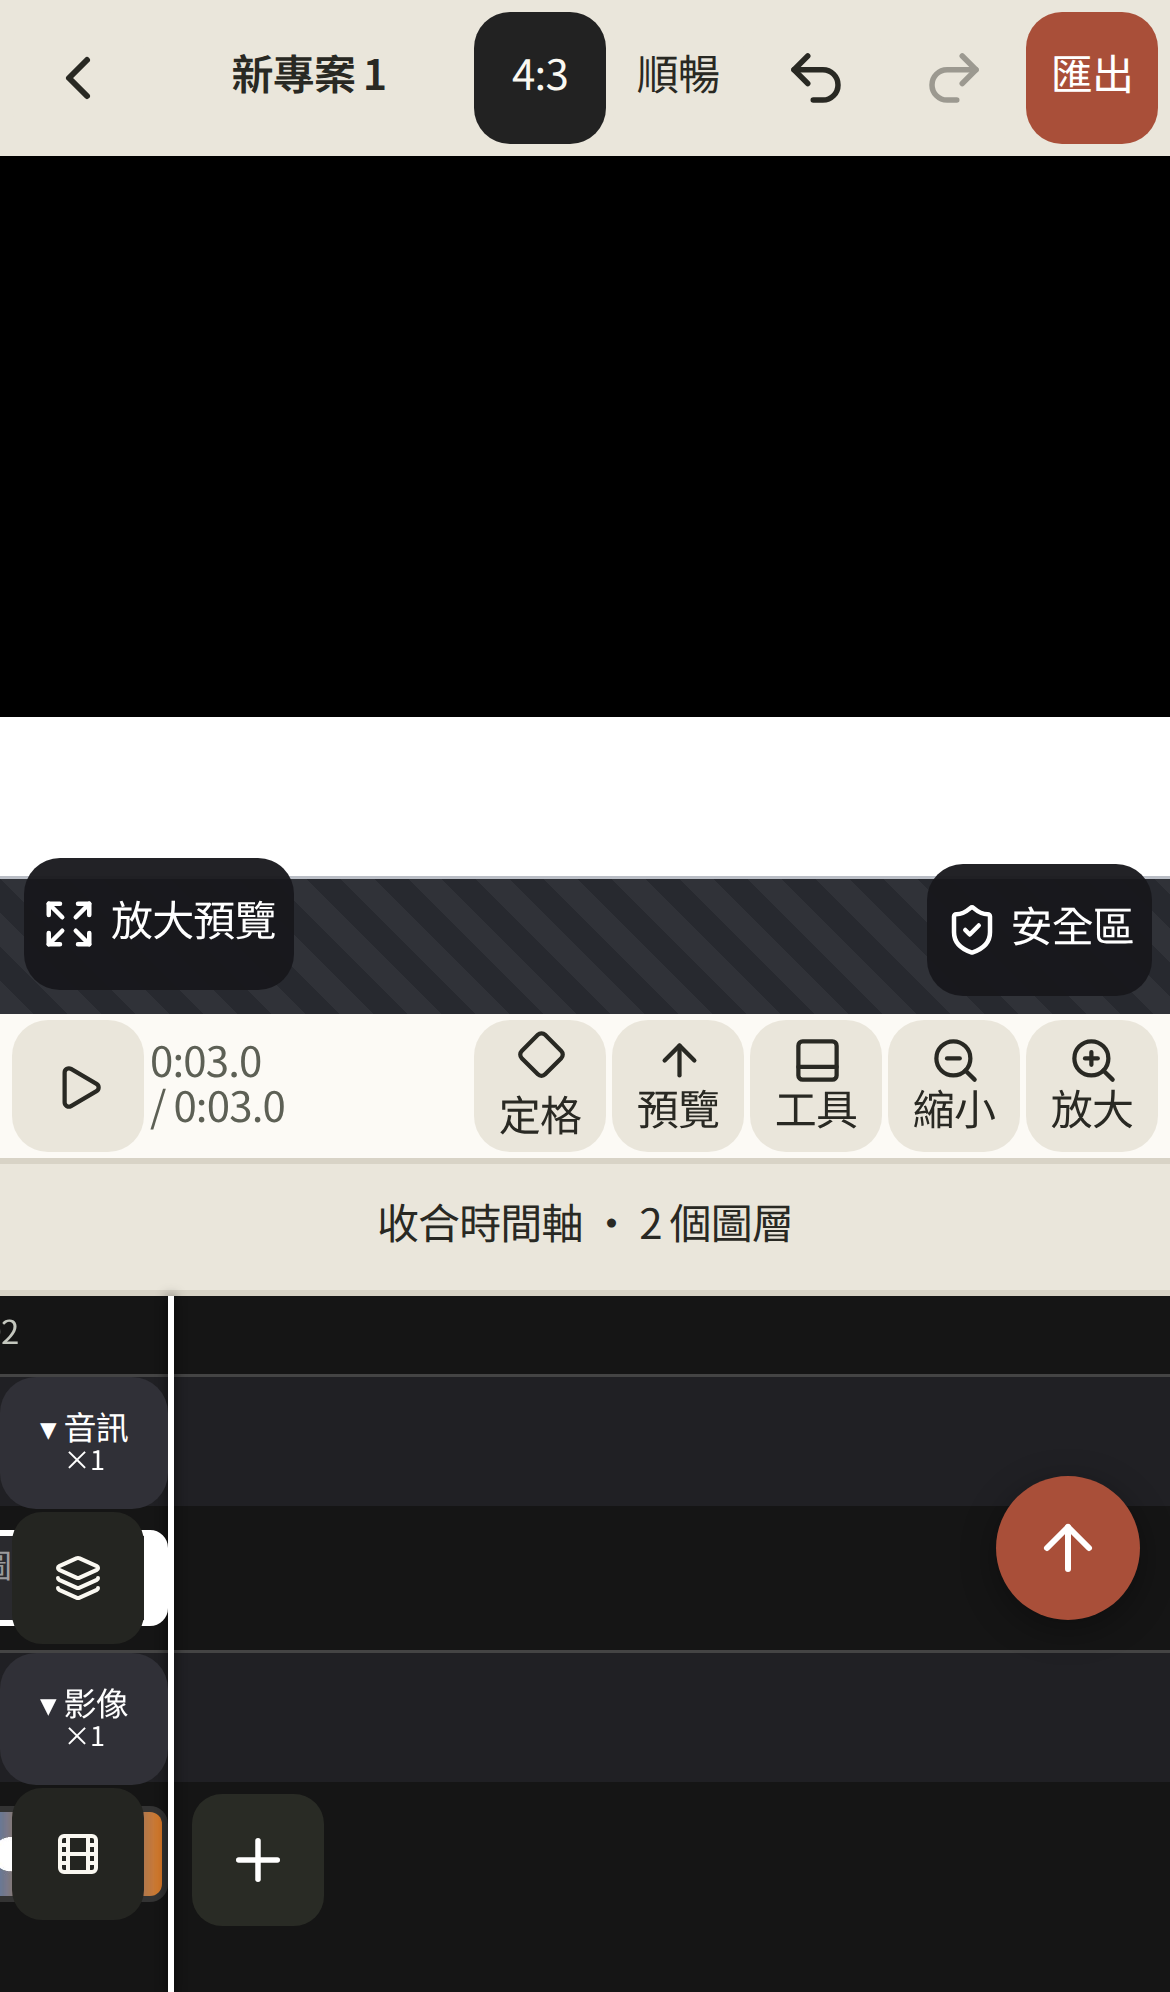 新專案 1
4:3
順暢
匯出
放大預覽
安全區
0:03.0
/ 0:03.0
定格
預覽
工具
縮小
放大
收合時間軸 · 2 個圖層
2
▾ 音訊
×1
▾ 影像
×1